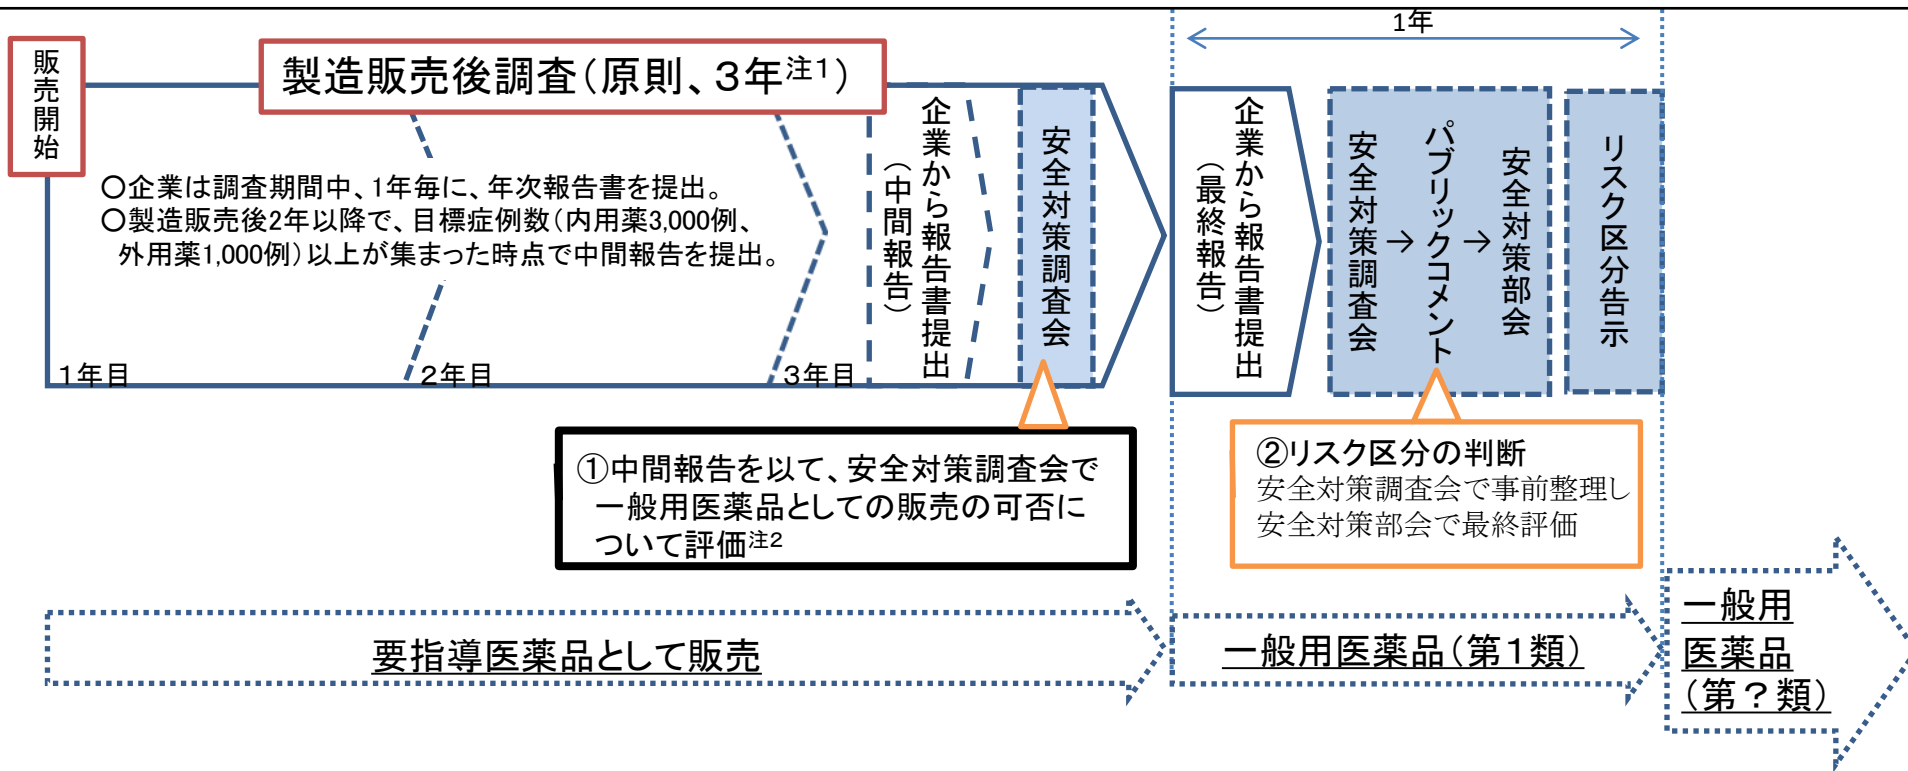 1年
販売開始
製造販売後調査（原則、3年注1）
○企業は調査期間中、1年毎に、年次報告書を提出。
○製造販売後2年以降で、目標症例数（内用薬3,000例、
外用薬1,000例）以上が集まった時点で中間報告を提出。
1年目
2年目
3年目
企業から報告書提出
（中間報告）
安全対策調査会
企業から報告書提出
（最終報告）
安全対策調査会
→
パブリックコメント
→
安全対策部会
リスク区分告示
①中間報告を以て、安全対策調査会で
一般用医薬品としての販売の可否に
ついて評価注2
②リスク区分の判断
安全対策調査会で事前整理し
安全対策部会で最終評価
要指導医薬品として販売
一般用医薬品（第1類）
一般用
医薬品
（第？類）